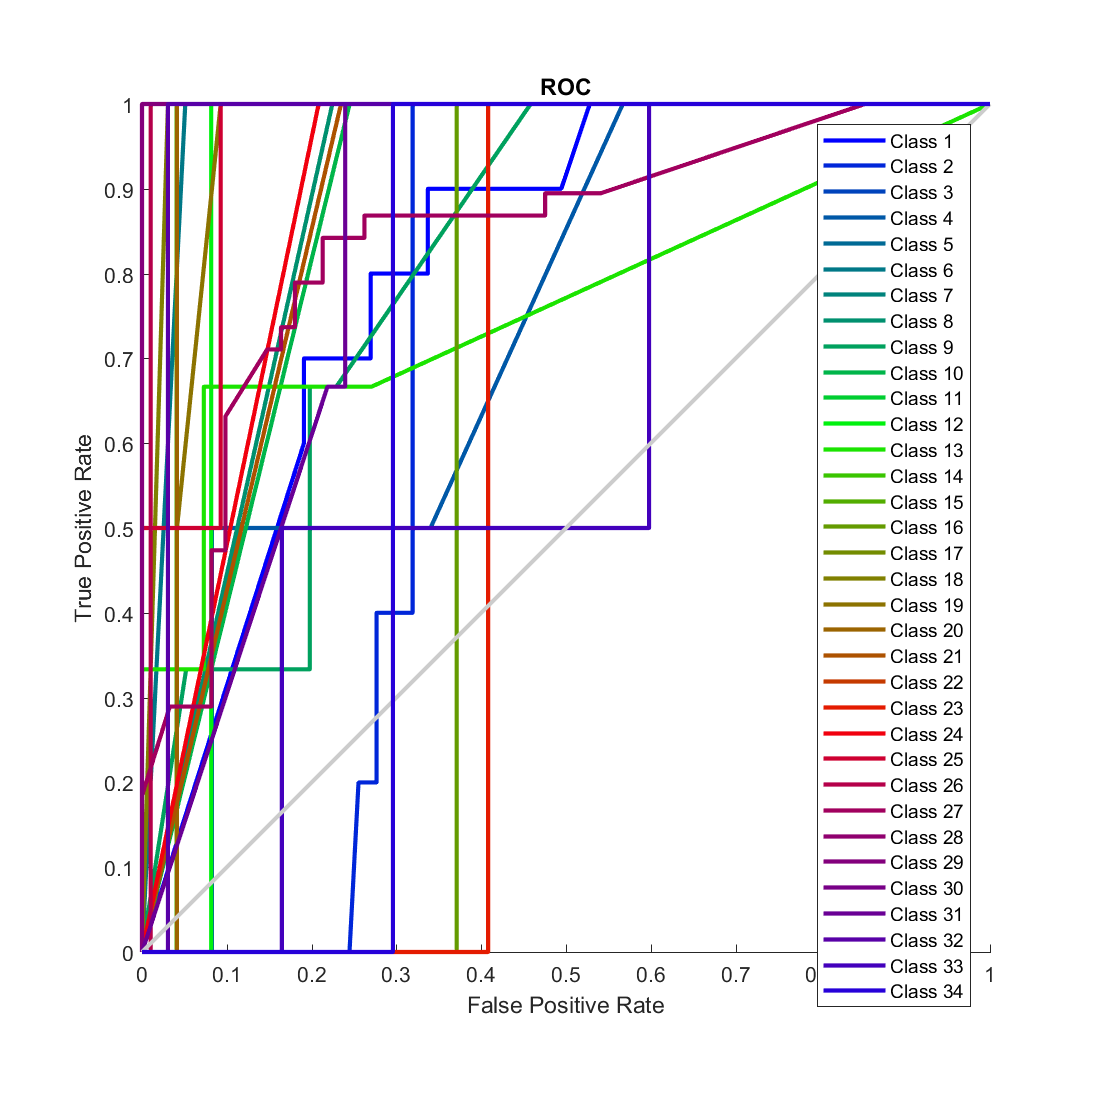 ROC
True Positive Rate
1
0.9
0.8
0.7
0.6
0.5
0.4
0.3
0.2
0.1
0
0 0.1 0.2 0.3 0.4 0.5 0.6 0.7 1
False Positive Rate
Class 1
Class 2
Class 3
Class 4
Class 5
Class 6
Class 7
Class 8
Class 9
Class 10
Class 11
Class 12
Class 13
Class 14
Class 15
Class 16
Class 17
Class 18
Class 19
Class 20
Class 21
Class 22
Class 23
Class 24
Class 25
Class 26
Class 27
Class 28
Class 29
Class 30
Class 31
Class 32
Class 33
Class 34